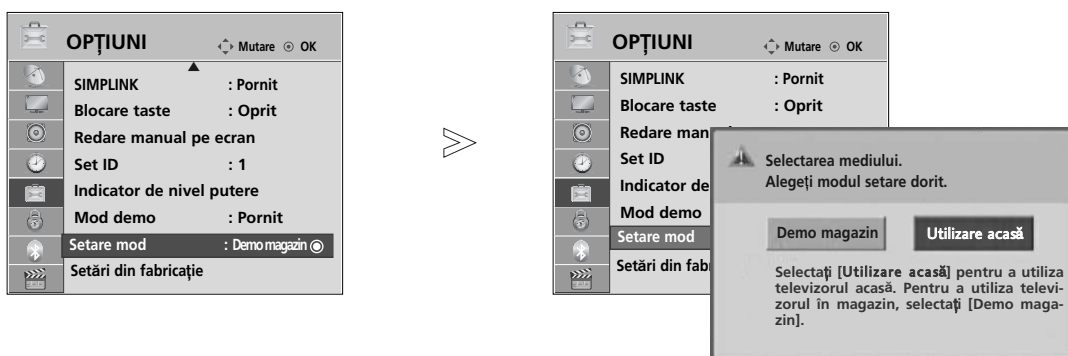 OPȚIUNI
Mutare OK
SIMPLINK : Pornit
Blocare taste : Oprit
Redare manual pe ecran
Set ID : 1
Indicator de nivel putere
Mod demo : Pornit
Setare mod : Demo magazin
Setări din fabricație
OPȚIUNI
Mutare OK
SIMPLINK : Pornit
Blocare taste : Oprit
Redare man
Set ID
Indicator de
Mod demo
Setare mod
Setări din fab
Selectarea mediului.
Alegeți modul setare dorit.
Demo magazin
Utilizare acasă
Selectați [Utilizare acasă] pentru a utiliza
televizorul acasă. Pentru a utiliza televi-
zorul în magazin, selectați [Demo maga-
zin].